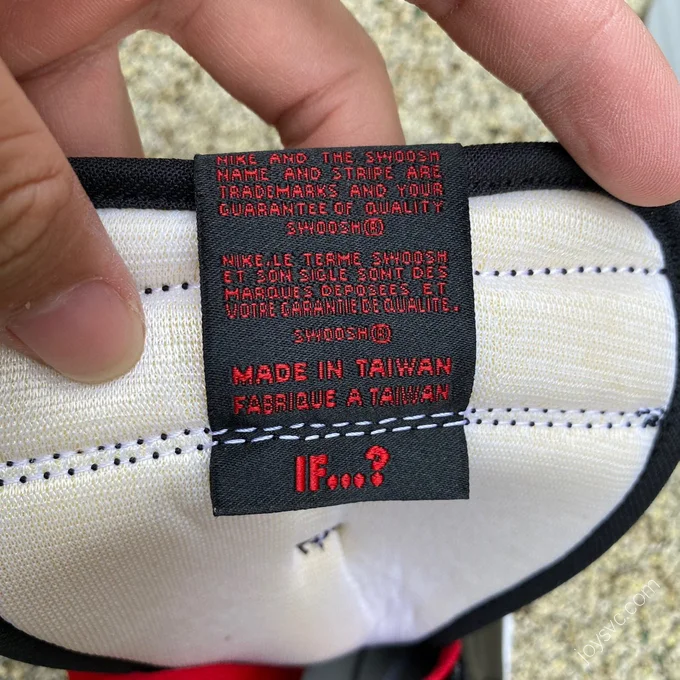 NIKE AND THE SWOOSH
NAME AND STRIPE ARE
TRADEMARKS AND YOUR
GUARANTEE OF QUALITY
SWOOSH®
NIKE.LE TERME SWOOSH
ET SON SIGLE SONT DES
MARQUES DEPOSEES ET
VOTRE GARANTIE DE QUALITE.
SWOOSH®
MADE IN TAIWAN
FABRIQUE A TAIWAN
IF...?
joysvc.com